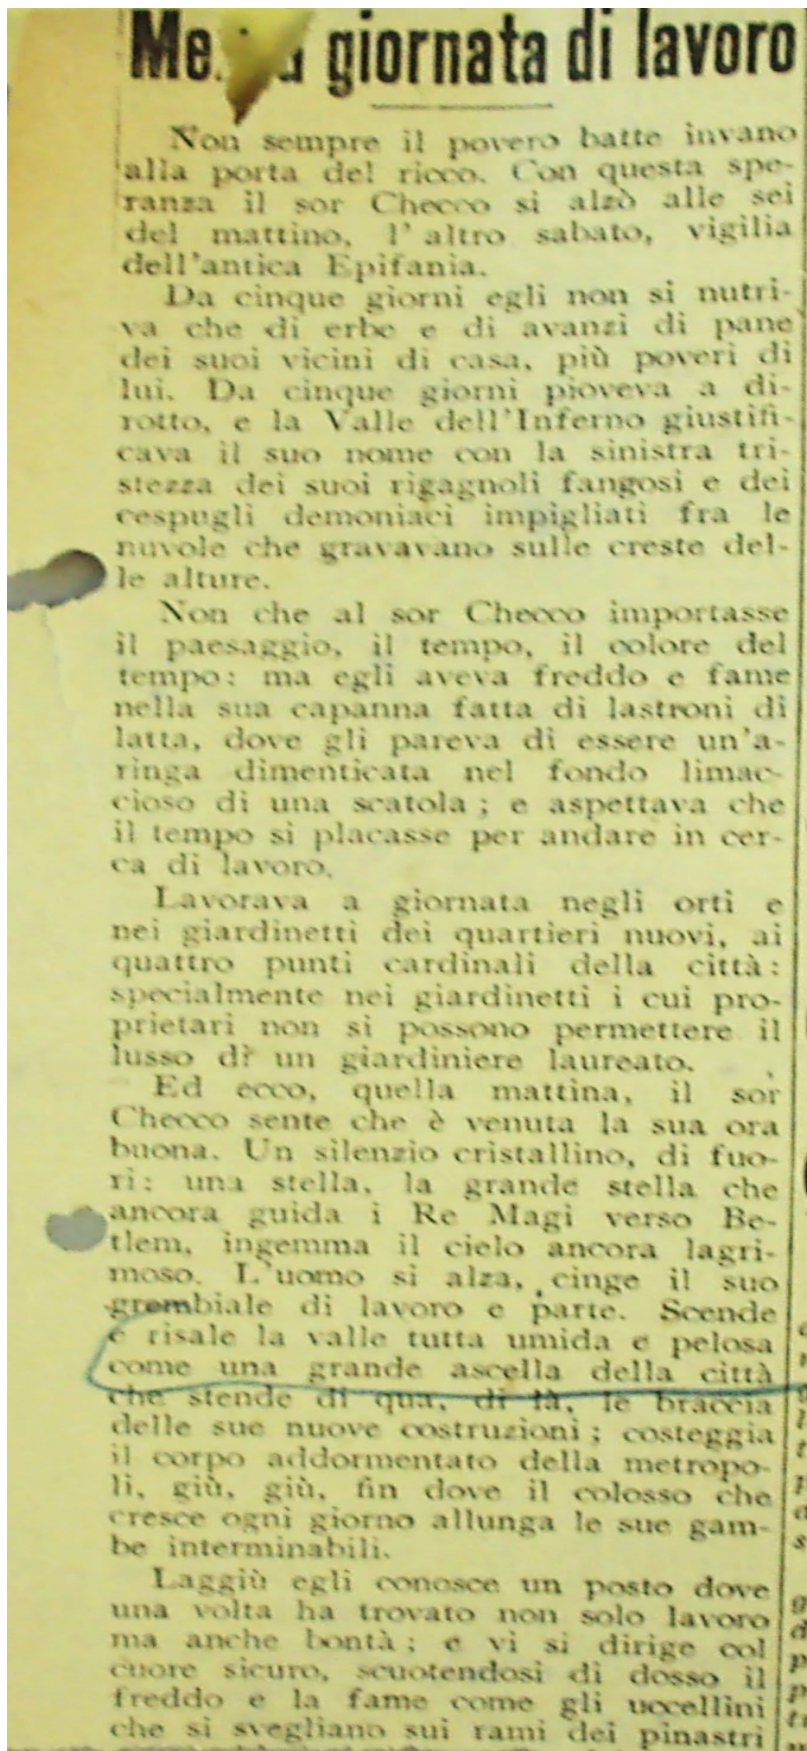 Mezza giornata di lavoro
Non sempre il povero batte invano
alla porta del ricco. Con questa spe-
ranza il sor Checco si alzò alle sei
del mattino, l'altro sabato, vigilia
dell'antica Epifania.
Da cinque giorni egli non si nutri-
va che di erbe e di avanzi di pane
dei suoi vicini di casa, più poveri di
lui. Da cinque giorni pioveva a di-
rotto, e la Valle dell'Inferno giustifi-
cava il suo nome con la sinistra tri-
stezza dei suoi rigagnoli fangosi e dei
cespugli demoniaci impigliati fra le
nuvole che gravavano sulle creste del-
le alture.
Non che al sor Checco importasse
il paesaggio, il tempo, il colore del
tempo: ma egli aveva freddo e fame
nella sua capanna fatta di lastroni di
latta, dove gli pareva di essere un'a-
ringa dimenticata nel fondo limac-
cioso di una scatola; e aspettava che
il tempo si placasse per andare in cer-
ca di lavoro.
Lavorava a giornata negli orti e
nei giardinetti dei quartieri nuovi, ai
quattro punti cardinali della città:
specialmente nei giardinetti i cui pro-
prietari non si possono permettere il
lusso di un giardiniere laureato.
Ed ecco, quella mattina, il sor
Checco sente che è venuta la sua ora
buona. Un silenzio cristallino, di fuo-
ri: una stella, la grande stella che
ancora guida i Re Magi verso Be-
tlem, ingemma il cielo ancora lagri-
moso. L'uomo si alza, cinge il suo
grembiale di lavoro e parte. Scende
e risale la valle tutta umida e pelosa
come una grande ascella della città
che stende di qua, di là, le braccia
delle sue nuove costruzioni; costeggia
il corpo addormentato della metropo-
li, giù, giù, fin dove il colosso che
cresce ogni giorno allunga le sue gam-
be interminabili.
Laggiù egli conosce un posto dove
una volta ha trovato non solo lavoro
ma anche bontà; e vi si dirige col
cuore sicuro, scuotendosi di dosso il
freddo e la fame come gli uccellini
che si svegliano sui rami dei pinastri